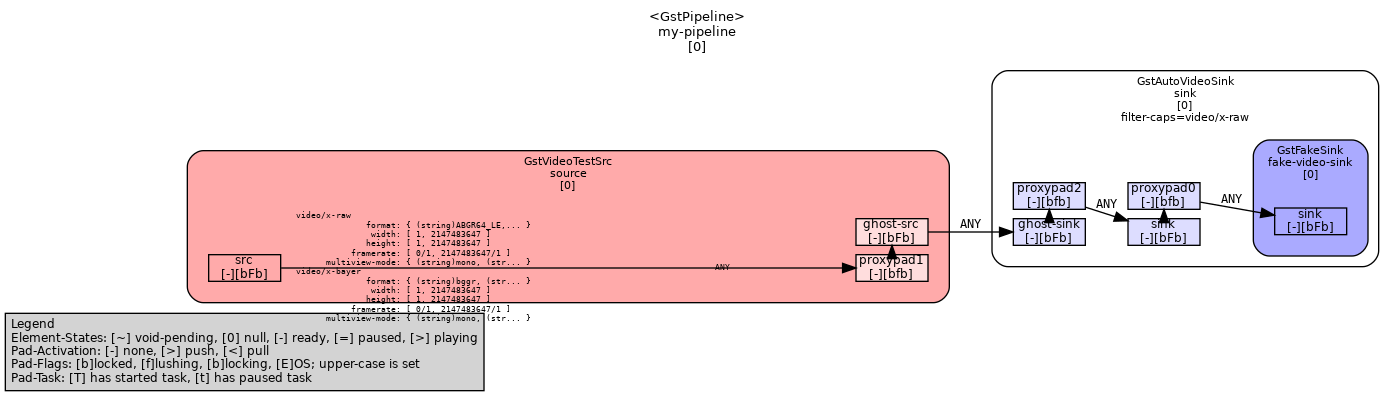 <GstPipeline>
my-pipeline
[0]
GstVideoTestSrc
source
[0]
video/x-raw
format: { (string)ABGR64_LE,... }
width: [ 1, 2147483647 ]
height: [ 1, 2147483647 ]
framerate: [ 0/1, 2147483647/1 ]
multiview-mode: { (string)mono, (str... }
video/x-bayer
format: { (string)bggr, (str... }
width: [ 1, 2147483647 ]
height: [ 1, 2147483647 ]
framerate: [ 0/1, 2147483647/1 ]
multiview-mode: { (string)mono, (str... }
src
[-][bFb]
ANY
ghost-src
[-][bFb]
proxypad1
[-][bfb]
ANY
GstAutoVideoSink
sink
[0]
filter-caps=video/x-raw
proxypad2
[-][bfb]
ghost-sink
[-][bFb]
ANY
proxypad0
[-][bfb]
sink
[-][bFb]
ANY
GstFakeSink
fake-video-sink
[0]
sink
[-][bFb]
Legend
Element-States: [~] void-pending, [0] null, [-] ready, [=] paused, [>] playing
Pad-Activation: [-] none, [>] push, [<] pull
Pad-Flags: [b]locked, [f]lushing, [b]locking, [E]OS; upper-case is set
Pad-Task: [T] has started task, [t] has paused task